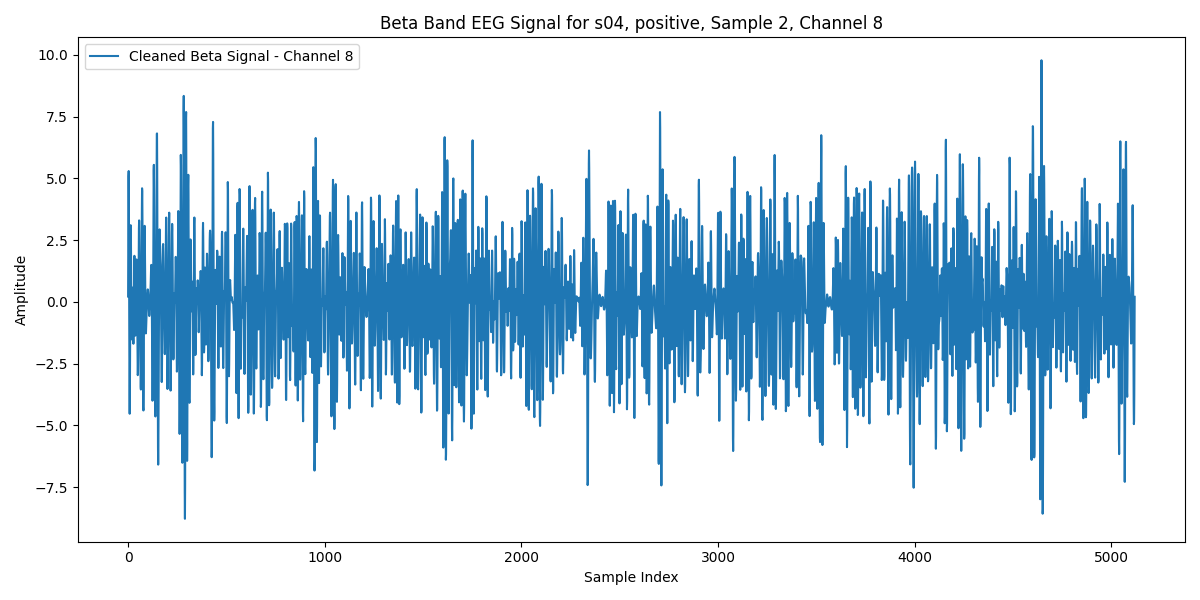 Beta Band EEG Signal for s04, positive, Sample 2, Channel 8
Cleaned Beta Signal - Channel 8
Amplitude
10.0
7.5
5.0
2.5
0.0
−2.5
−5.0
−7.5
0 1000 2000 3000 4000 5000
Sample Index